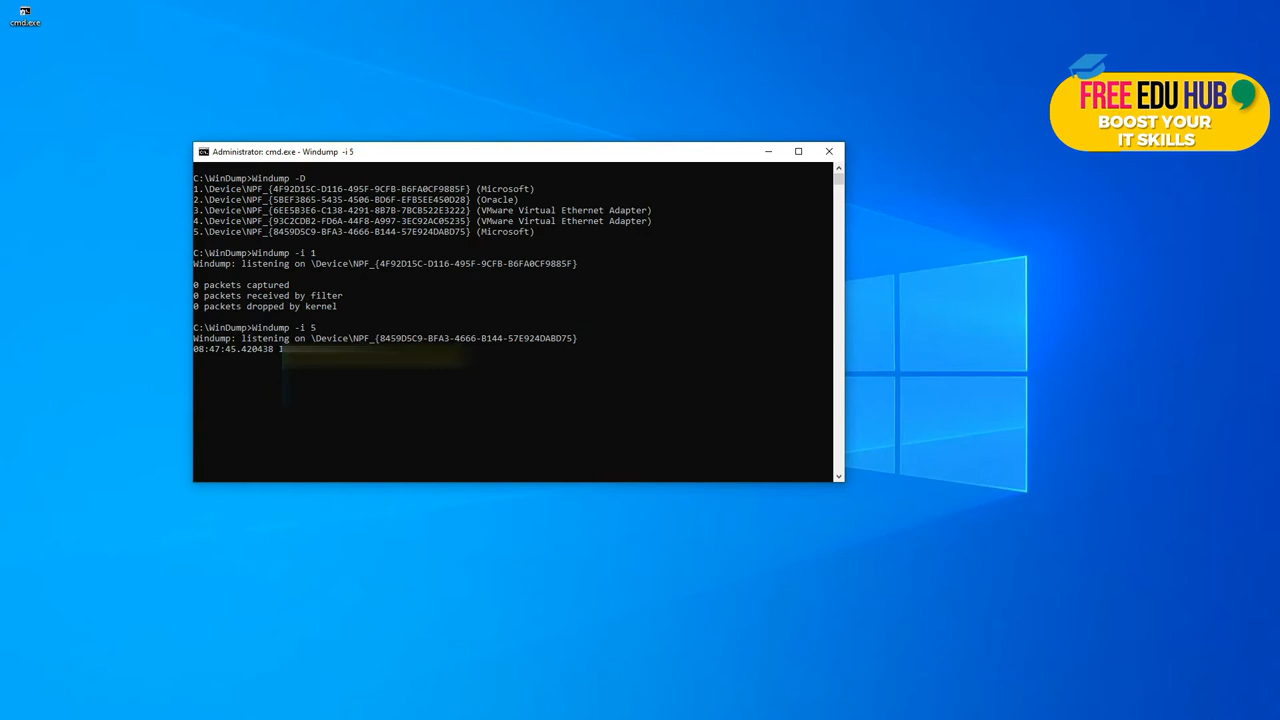 cmd.exe
FREE EDU HUB
BOOST YOUR
IT SKILLS
Administrator: cmd.exe - Windump -i 5
C:\WinDump>Windump -D
1.\Device\NPF_{4F92D15C-D116-495F-9CFB-B6FA0CF9885F} (Microsoft)
2.\Device\NPF_{5BEF3865-5435-4506-BD6F-EFB5EE450D28} (Oracle)
3.\Device\NPF_{6EE5B3E6-C138-4291-8B7B-7BCB522E3222} (VMware Virtual Ethernet Adapter)
4.\Device\NPF_{93C2CDB2-FD6A-44F8-A997-3EC92AC05235} (VMware Virtual Ethernet Adapter)
5.\Device\NPF_{8459D5C9-BFA3-4666-B144-57E924DABD75} (Microsoft)
C:\WinDump>Windump -i 1
Windump: listening on \Device\NPF_{4F92D15C-D116-495F-9CFB-B6FA0CF9885F}
0 packets captured
0 packets received by filter
0 packets dropped by kernel
C:\WinDump>Windump -i 5
Windump: listening on \Device\NPF_{8459D5C9-BFA3-4666-B144-57E924DABD75}
08:47:45.420438